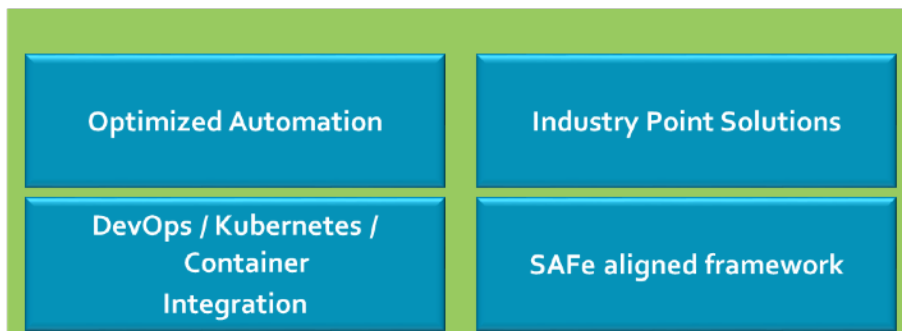 Optimized Automation
Industry Point Solutions
DevOps / Kubernetes /
Container
Integration
SAFe aligned framework